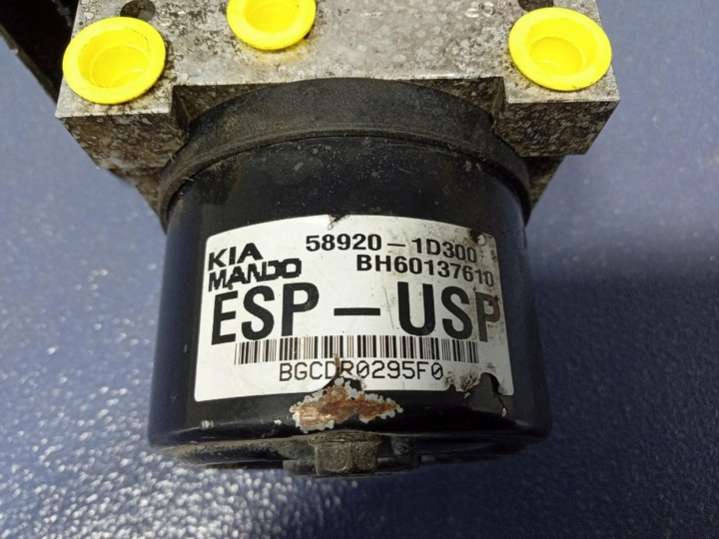 KIA 58920-1D300
MANDO BH60137610
ESP-USP
BGCDR0295F0